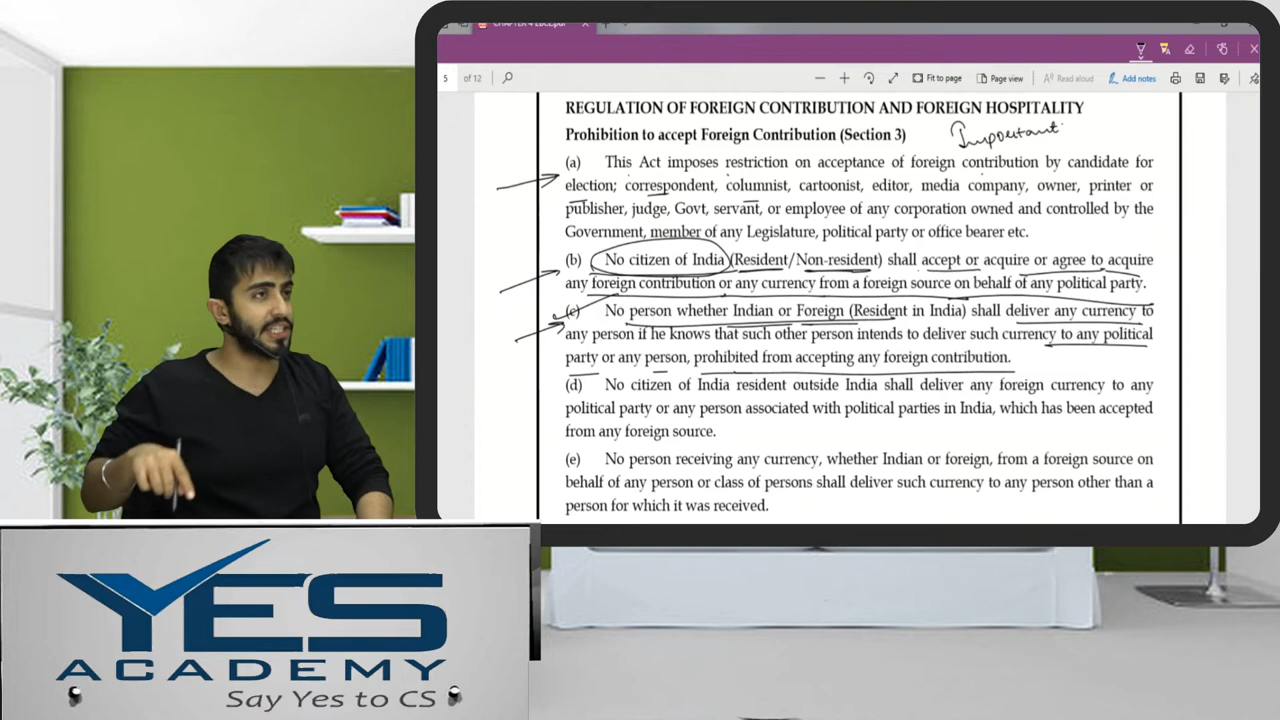 CHAPTER 4
5 of 12
Fit to page
Page view
Read aloud
Add notes
REGULATION OF FOREIGN CONTRIBUTION AND FOREIGN HOSPITALITY
Prohibition to accept Foreign Contribution (Section 3)
Important
(a) This Act imposes restriction on acceptance of foreign contribution by candidate for
election; correspondent, columnist, cartoonist, editor, media company, owner, printer or
publisher, judge, Govt, servant, or employee of any corporation owned and controlled by the
Government, member of any Legislature, political party or office bearer etc.
(b) No citizen of India (Resident/Non-resident) shall accept or acquire or agree to acquire
any foreign contribution or any currency from a foreign source on behalf of any political party.
(c) No person whether Indian or Foreign (Resident in India) shall deliver any currency to
any person if he knows that such other person intends to deliver such currency to any political
party or any person, prohibited from accepting any foreign contribution.
(d) No citizen of India resident outside India shall deliver any foreign currency to any
political party or any person associated with political parties in India, which has been accepted
from any foreign source.
(e) No person receiving any currency, whether Indian or foreign, from a foreign source on
behalf of any person or class of persons shall deliver such currency to any person other than a
person for which it was received.
YES
ACADEMY
Say Yes to CS